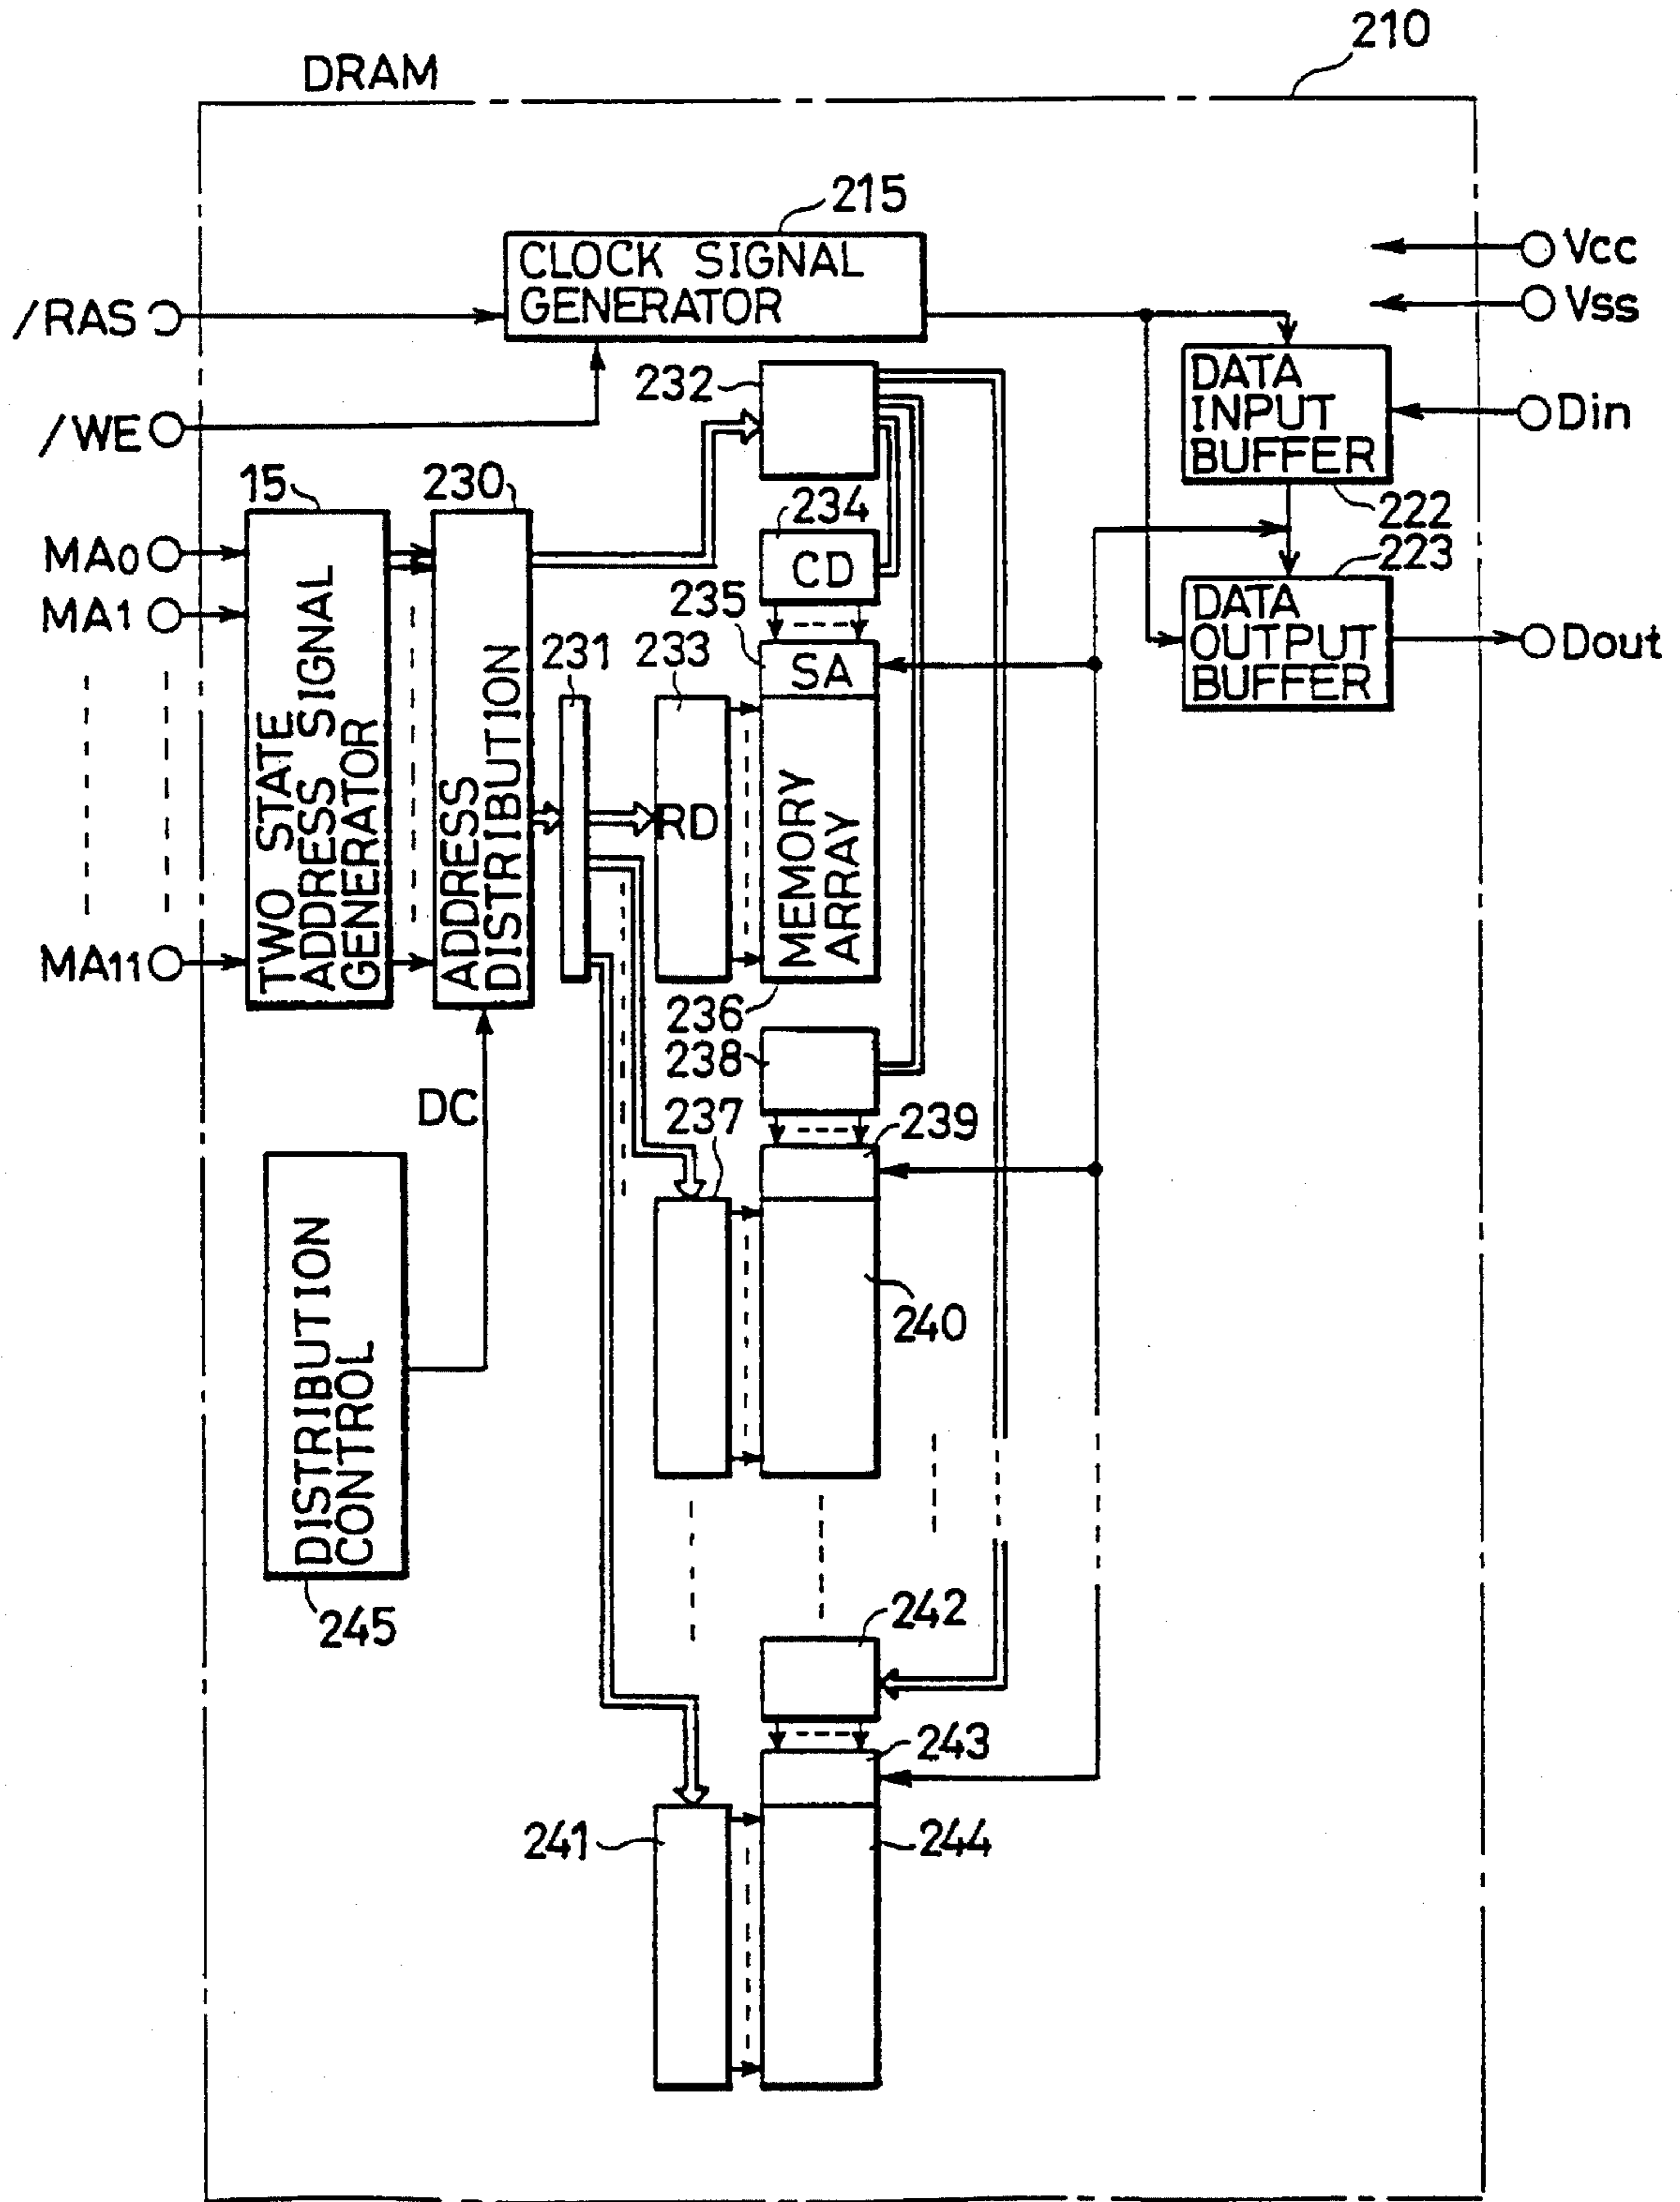 210
DRAM
215
CLOCK SIGNAL
GENERATOR
Vcc
/RAS
Vss
232
DATA
INPUT
BUFFER
Din
/WE
15
230
234
222
MA0
CD
223
MA1
235
DATA
OUTPUT
BUFFER
Dout
231
233
SA
TWO STATE
ADDRESS SIGNAL
GENERATOR
ADDRESS
DISTRIBUTION
RD
MEMORY
ARRAY
MA11
236
238
DC
237
239
240
DISTRIBUTION
CONTROL
245
242
243
241
244